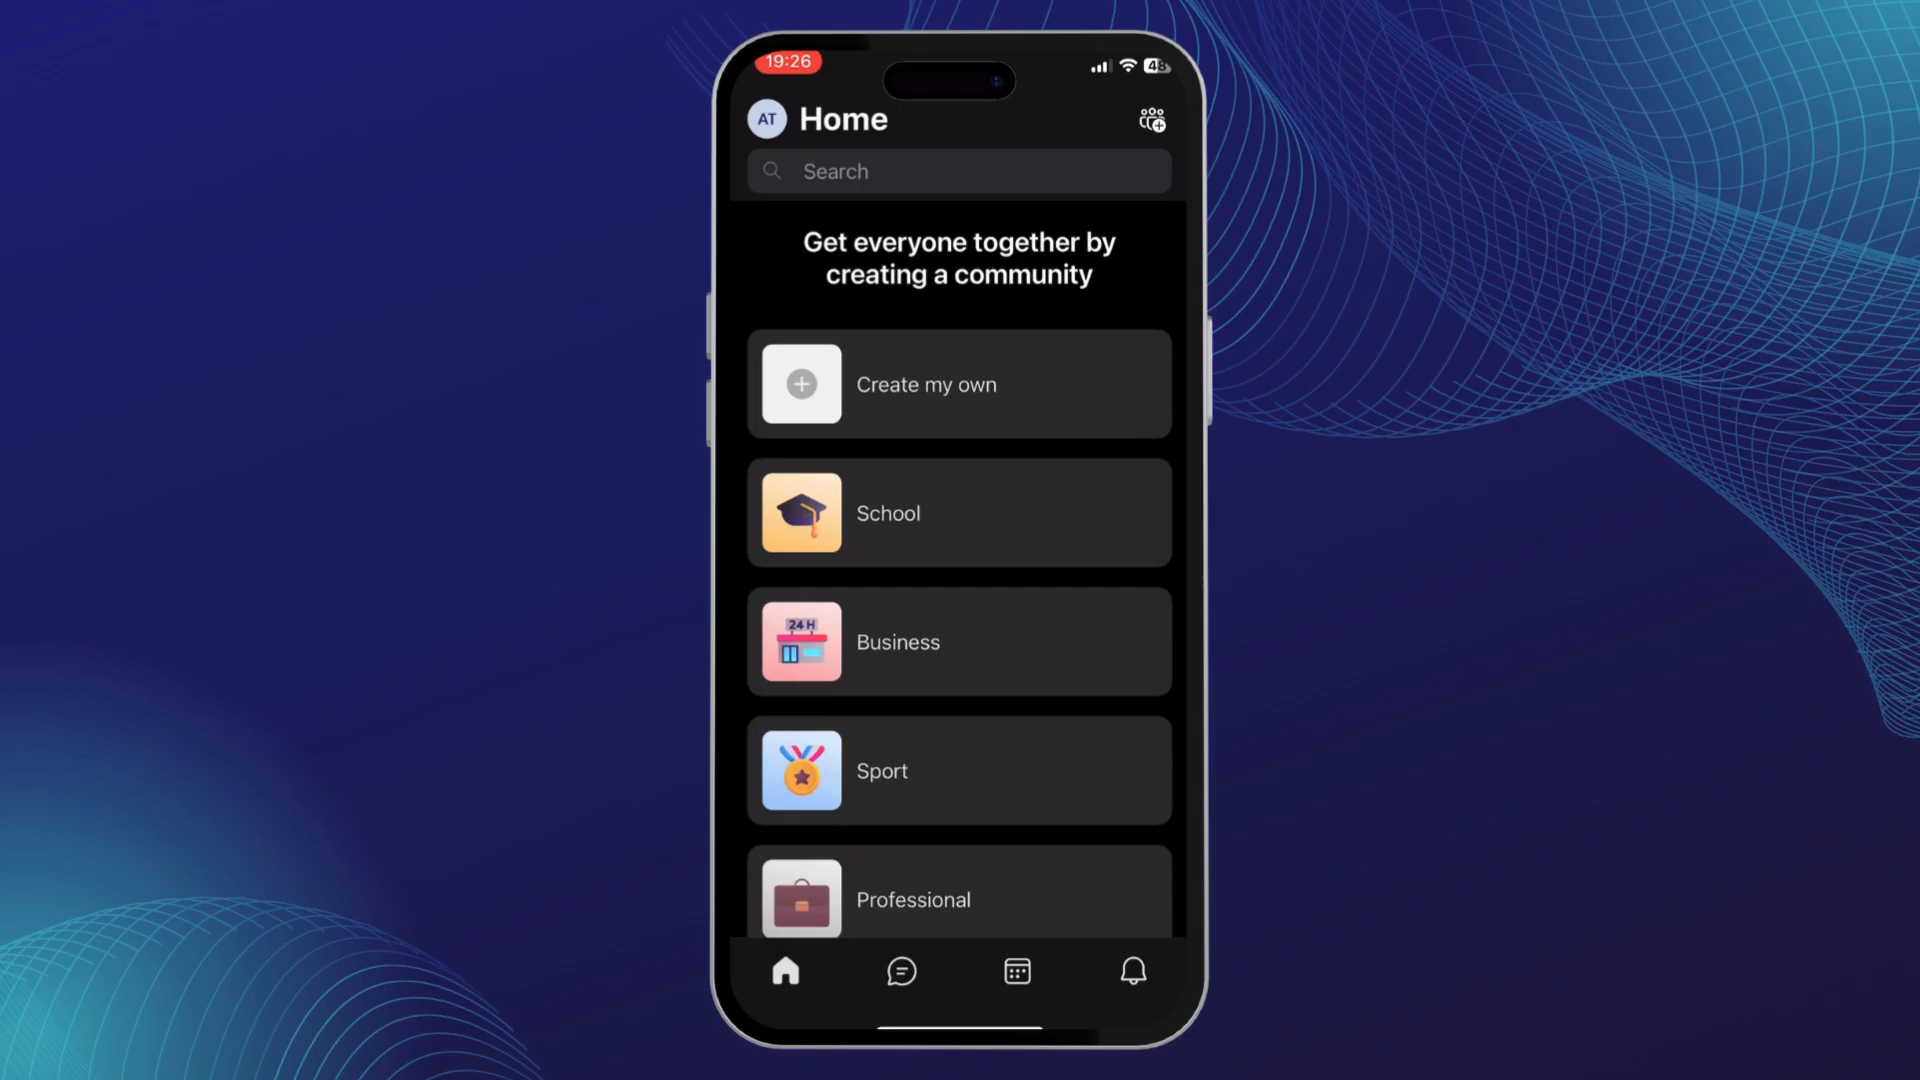 19:26
48
AT
Home
Search
Get everyone together by
creating a community
Create my own
School
24 H
Business
Sport
Professional